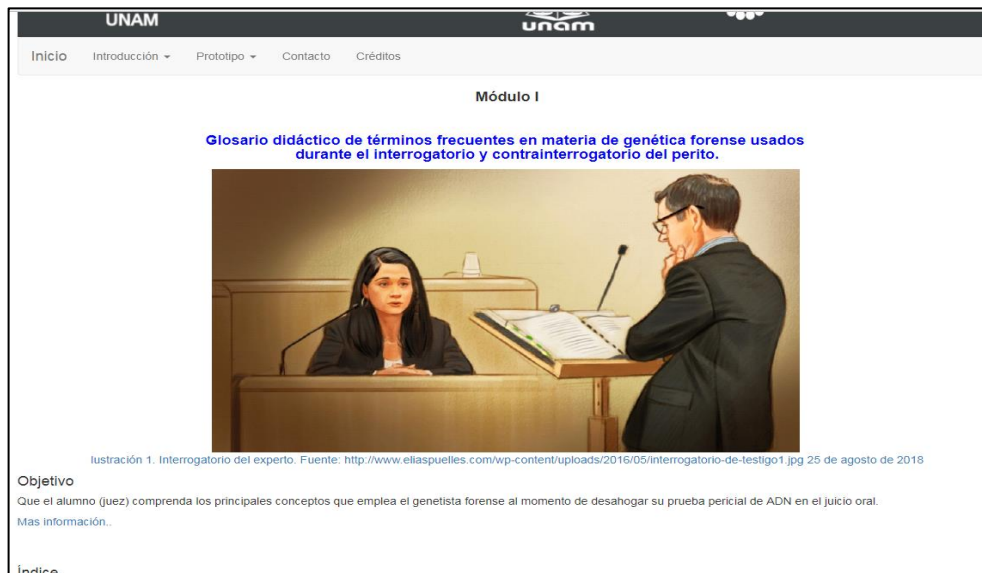 UNAM
unam
Inicio Introducción Prototipo Contacto Créditos
Módulo I
Glosario didáctico de términos frecuentes en materia de genética forense usados
durante el interrogatorio y contrainterrogatorio del perito.
lustración 1. Interrogatorio del experto. Fuente: http://www.eliaspuelles.com/wp-content/uploads/2016/05/interrogatorio-de-testigo1.jpg 25 de agosto de 2018
Objetivo
Que el alumno (juez) comprenda los principales conceptos que emplea el genetista forense al momento de desahogar su prueba pericial de ADN en el juicio oral.
Mas información..
Índice